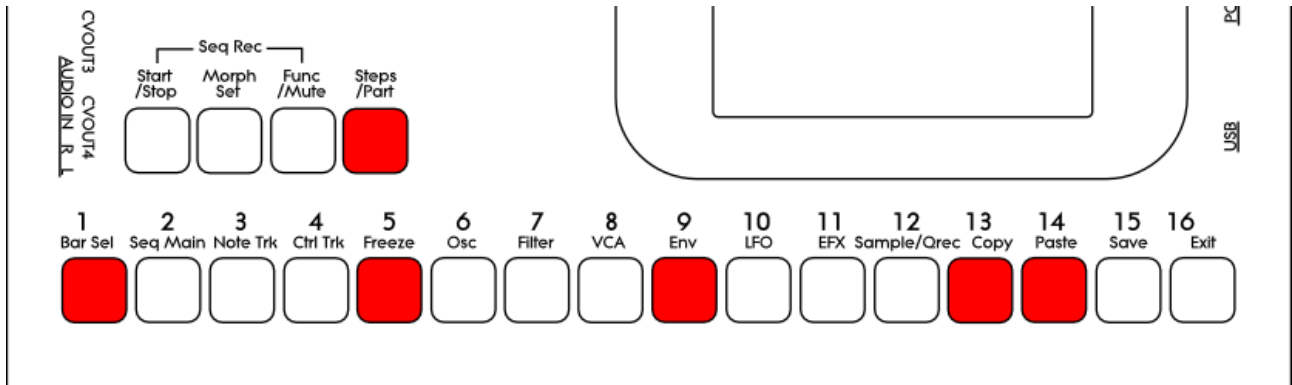 CVOUT3 CVOUT4
AUDIO IN R L
Seq Rec
Start Morph Func Steps
/Stop Set /Mute /Part
PC
USB
1 2 3 4 5 6 7 8 9 10 11 12 13 14 15 16
Bar Sel Seq Main Note Trk Ctrl Trk Freeze Osc Filter VCA Env LFO EFX Sample/Qrec Copy Paste Save Exit